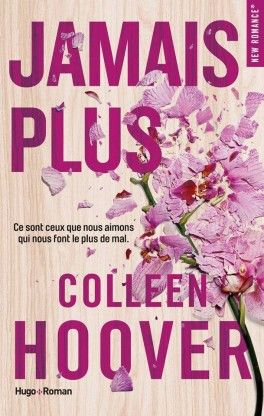 JAMAIS
PLUS
NEW ROMANCE®
Ce sont ceux que nous aimons
qui nous font le plus de mal.
COLLEEN
HOOVER
Hugo+Roman